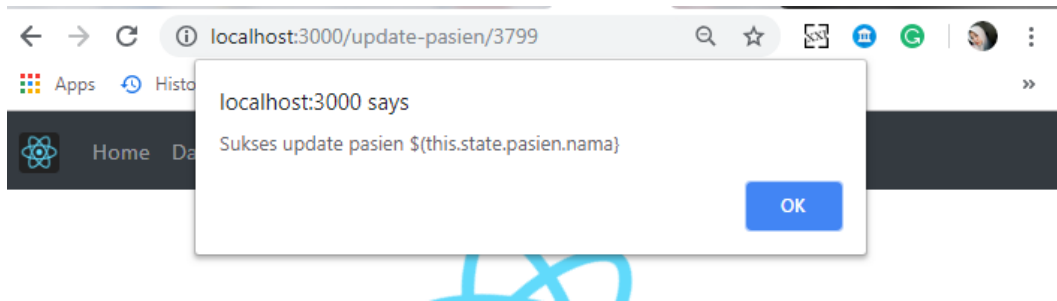 localhost:3000/update-pasien/3799
Apps Histo
localhost:3000 says
Sukses update pasien $(this.state.pasien.nama}
Home Da
OK